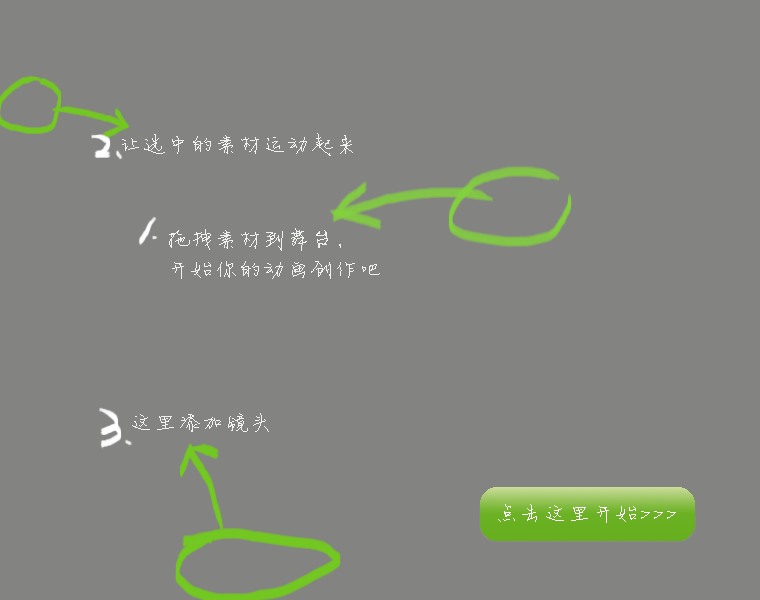 2、让选中的素材运动起来
1. 拖拽素材到舞台，
开始你的动画创作吧
3、这里添加镜头
点击这里开始>>>